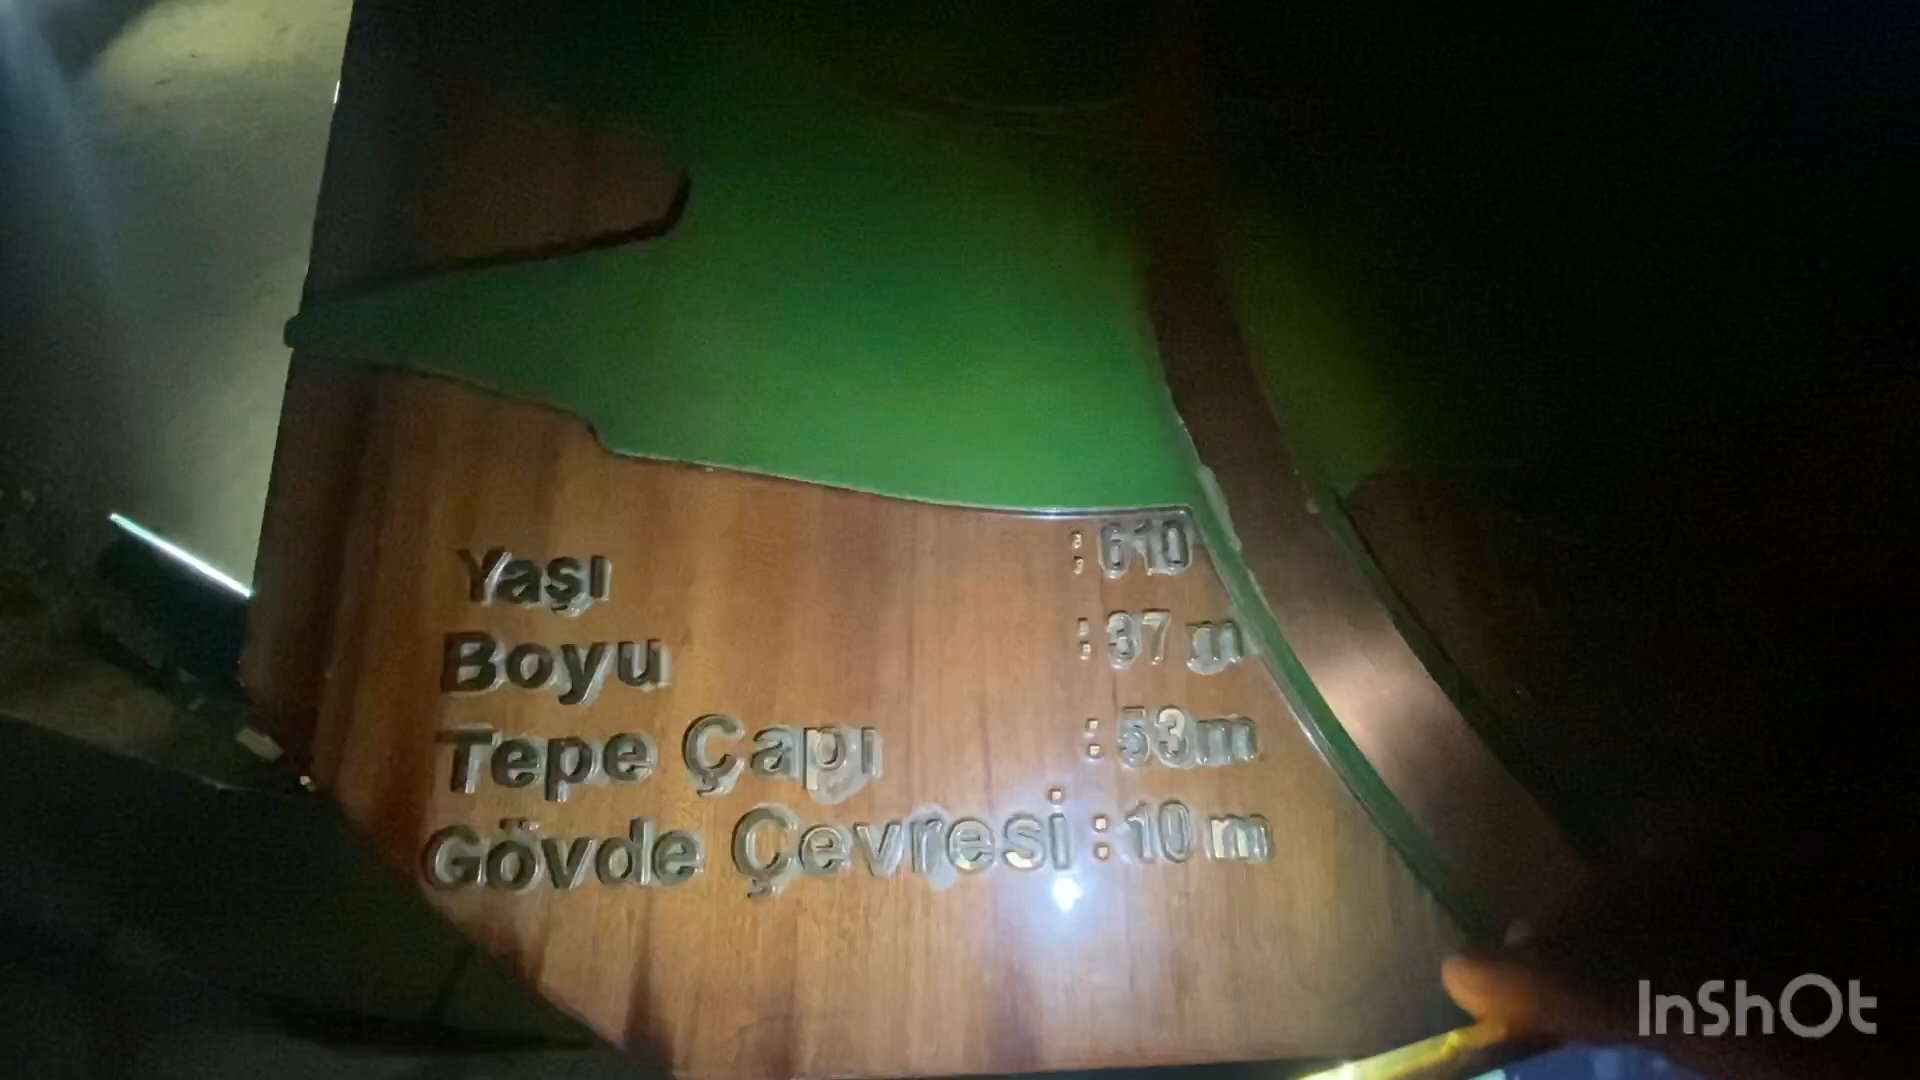 Yaşı : 610
Boyu : 37 m
Tepe Çapı : 53m
Gövde Çevresi : 10 m
InShOt